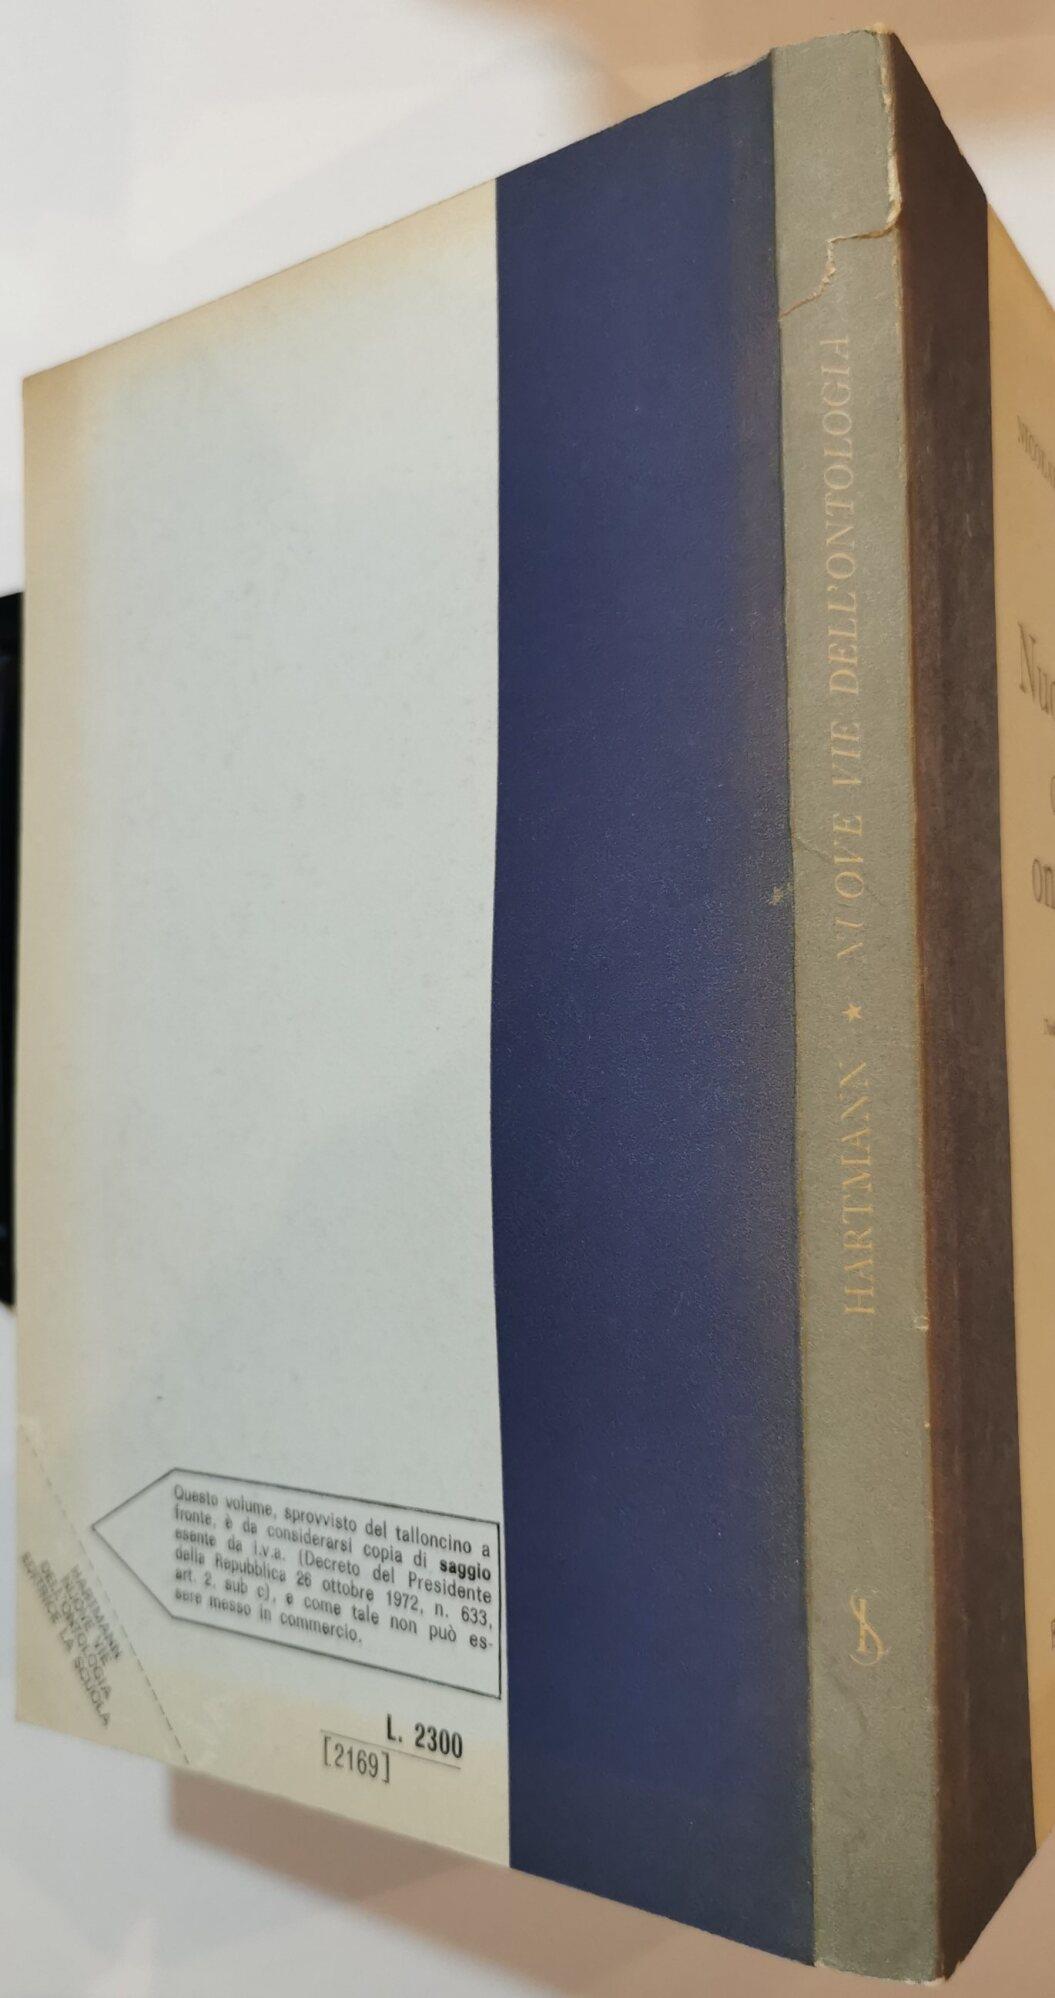 HARTMANN ★ NUOVE VIE DELL'ONTOLOGIA
Questo volume, sprovvisto del talloncino a
fronte, è da considerarsi copia di saggio
esente da i.v.a. (Decreto del Presidente
della Repubblica 26 ottobre 1972, n. 633,
art. 2, sub c), e come tale non può es-
sere messo in commercio.
HARTMANN
NUOVE VIE
DELL'ONTOLOGIA
EDITRICE LA SCUOLA
L. 2300
[2169]